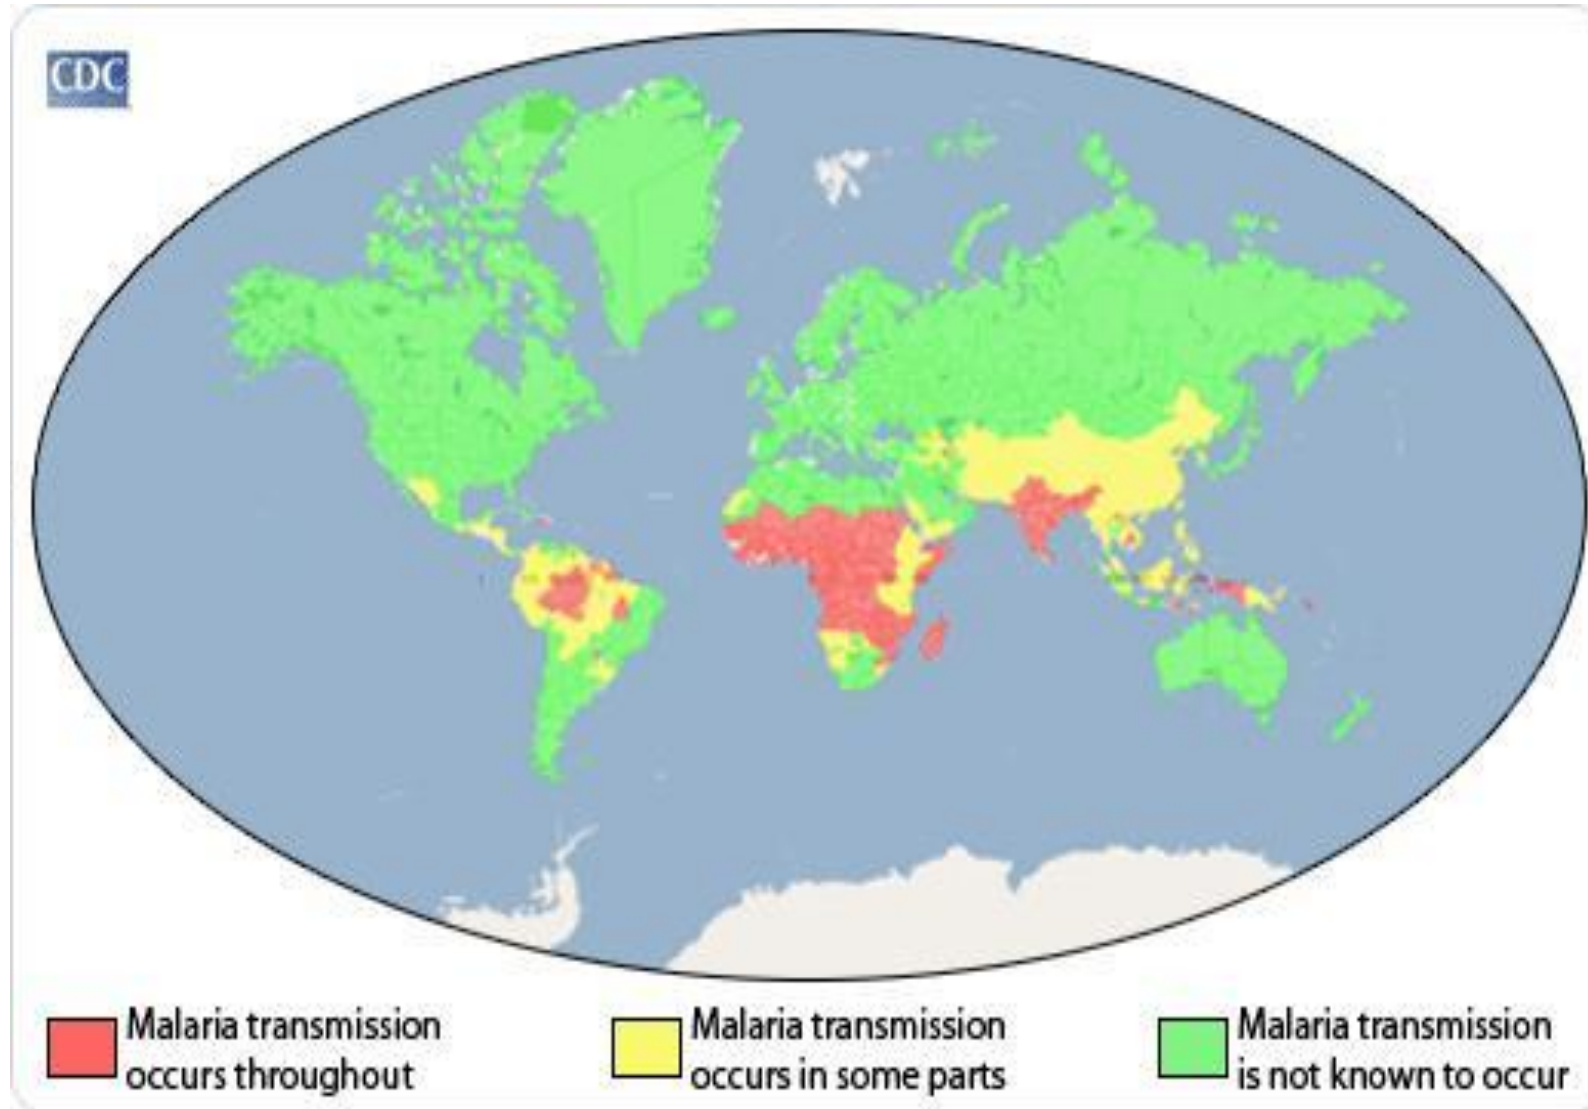 CDC
Malaria transmission
occurs throughout
Malaria transmission
occurs in some parts
Malaria transmission
is not known to occur